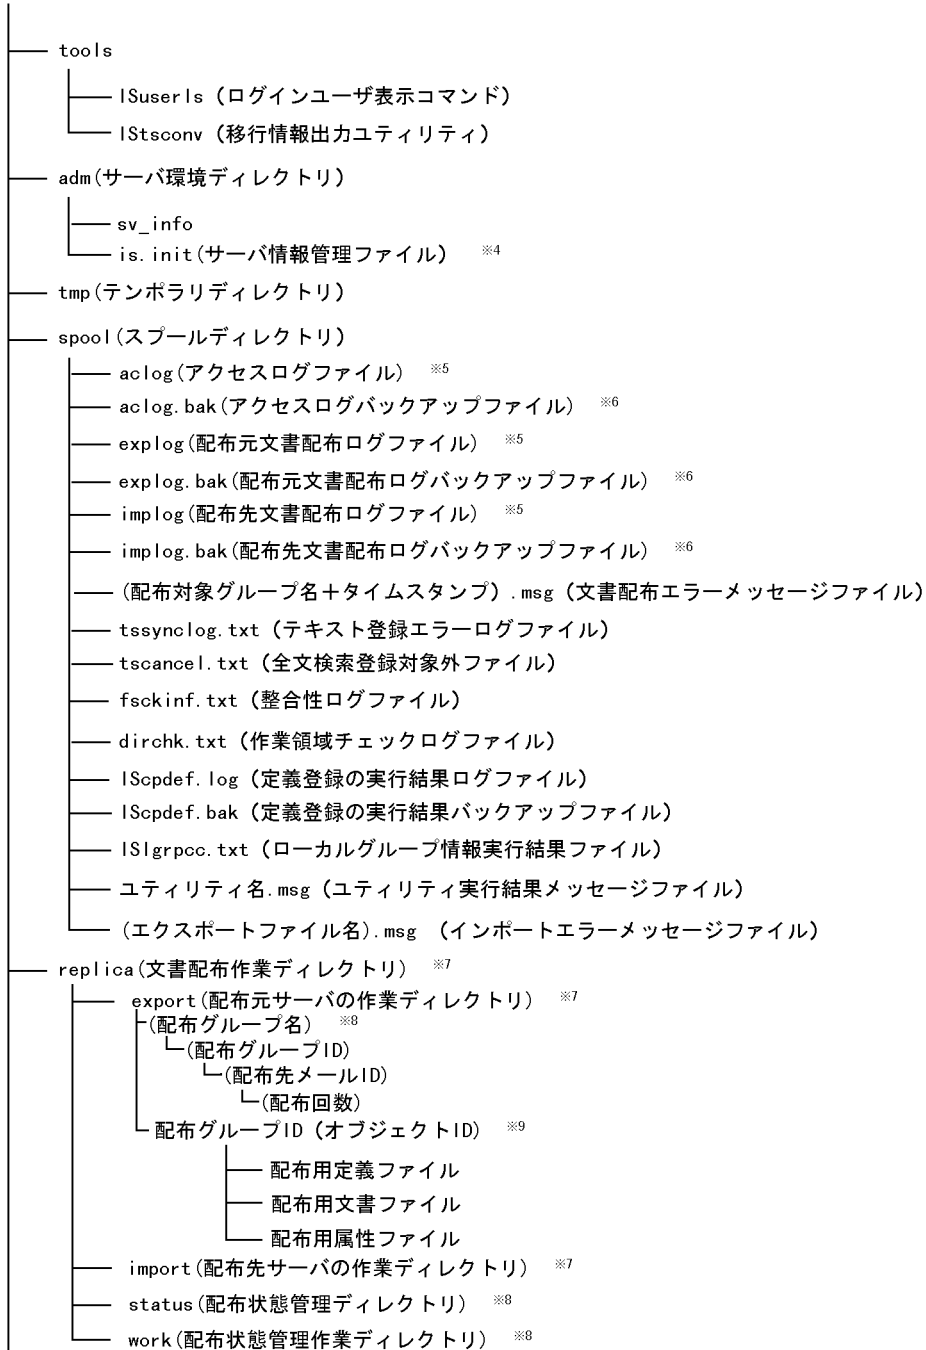 tools
ISuserls（ログインユーザ表示コマンド）
IStsconv（移行情報出力ユティリティ）
adm(サーバ環境ディレクトリ）
sv_info
is.init(サーバ情報管理ファイル） ※4
tmp(テンポラリディレクトリ）
spool(スプールディレクトリ）
aclog(アクセスログファイル） ※5
aclog.bak(アクセスログバックアップファイル） ※6
explog(配布元文書配布ログファイル） ※5
explog.bak(配布元文書配布ログバックアップファイル） ※6
implog(配布先文書配布ログファイル） ※5
implog.bak(配布先文書配布ログバックアップファイル） ※6
(配布対象グループ名＋タイムスタンプ）.msg（文書配布エラーメッセージファイル）
tssynclog.txt（テキスト登録エラーログファイル）
tscancel.txt（全文検索登録対象外ファイル）
fsckinf.txt（整合性ログファイル）
dirchk.txt（作業領域チェックログファイル）
IScpdef.log（定義登録の実行結果ログファイル）
IScpdef.bak（定義登録の実行結果バックアップファイル）
ISlgrpcc.txt（ローカルグループ情報実行結果ファイル）
ユティリティ名.msg（ユティリティ実行結果メッセージファイル）
(エクスポートファイル名).msg （インポートエラーメッセージファイル）
replica(文書配布作業ディレクトリ） ※7
export(配布元サーバの作業ディレクトリ） ※7
(配布グループ名） ※8
(配布グループID)
(配布先メールID)
(配布回数)
配布グループID（オブジェクトID） ※9
配布用定義ファイル
配布用文書ファイル
配布用属性ファイル
import(配布先サーバの作業ディレクトリ） ※7
status(配布状態管理ディレクトリ） ※8
work(配布状態管理作業ディレクトリ） ※8